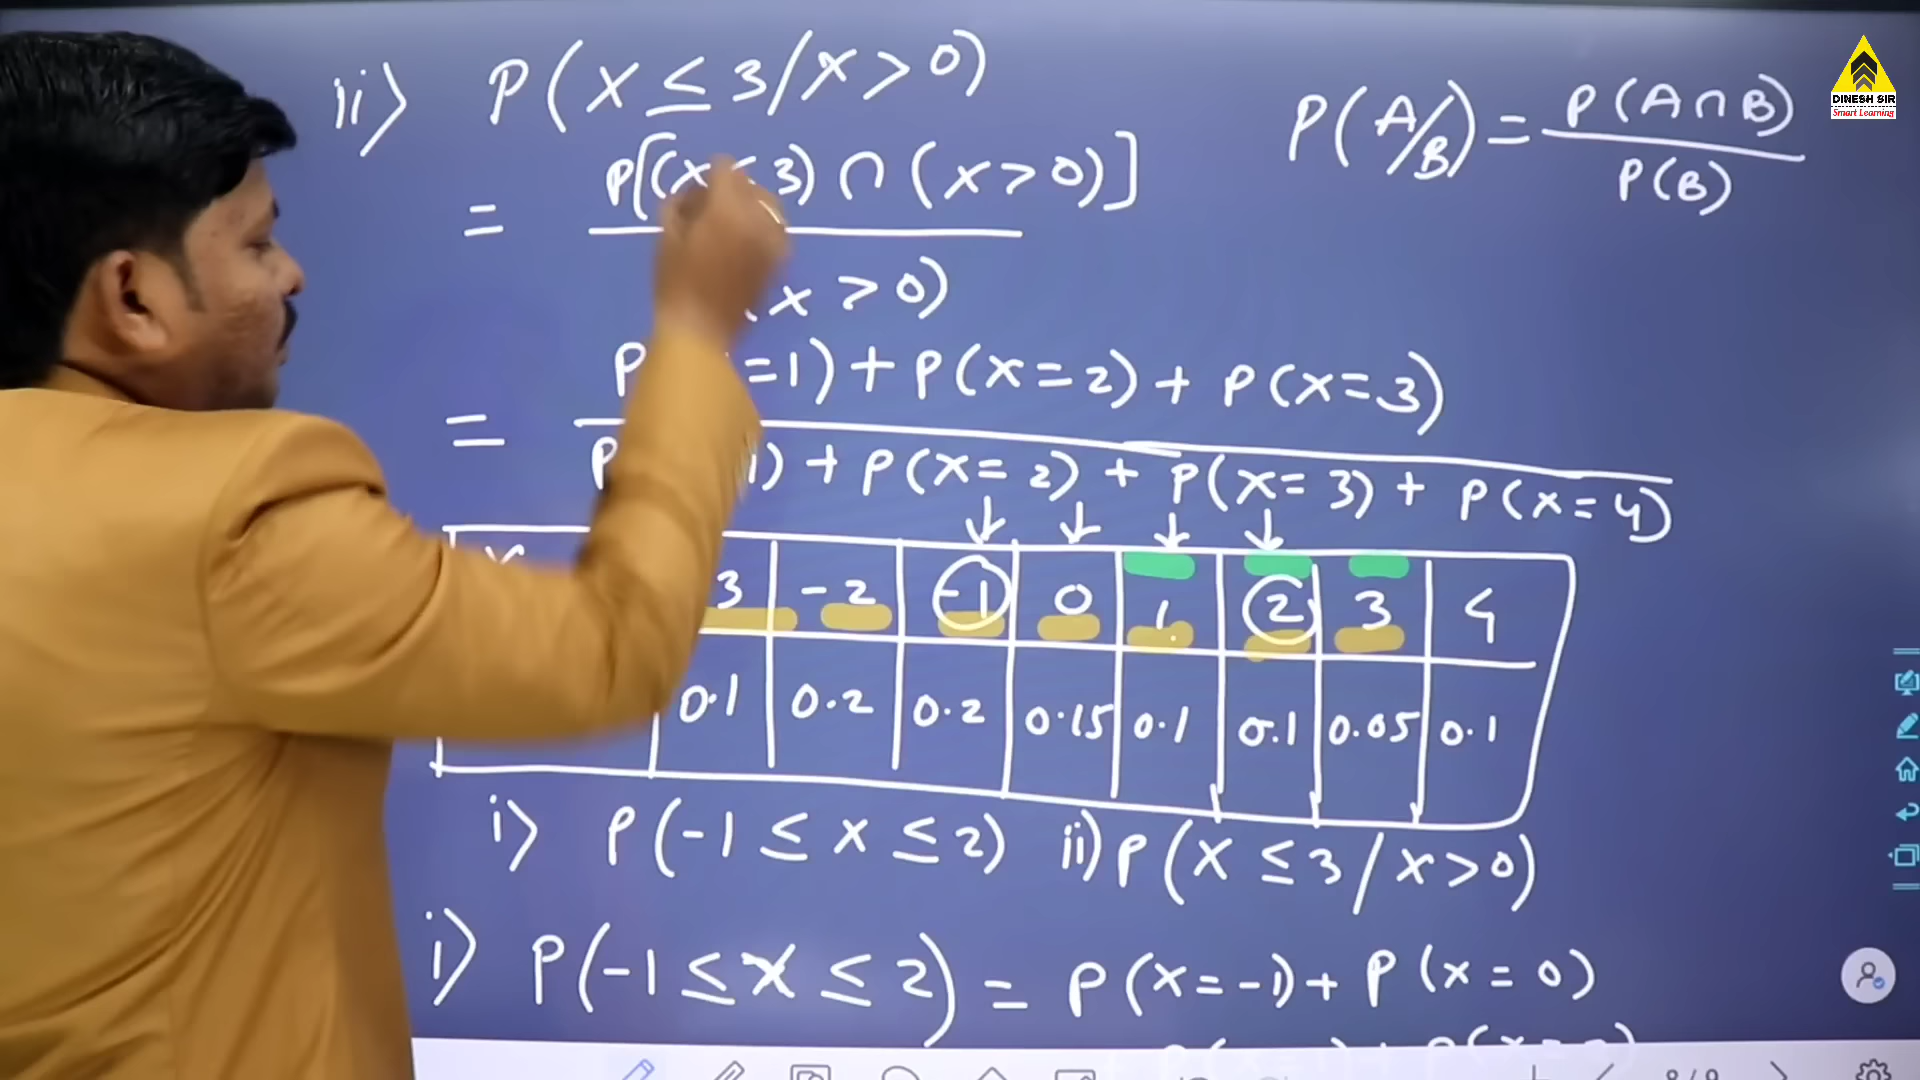 ii) P(X ≤ 3/X > 0)
P(A/B) = P(A∩B)
P(B)
DINESH SIR
Smart Learning
= P[(X 3) ∩ (X > 0)]
X > 0)
= P =1) + P(X=2) + P(X=3)
P 1) + P(X=2) + P(X=3) + P(X=4)
3 -2 -1 0 1 2 3 4
0.1 0.2 0.2 0.15 0.1 0.1 0.05 0.1
i) P(-1 ≤ X ≤ 2) ii) P(X ≤ 3/X > 0)
i) P(-1 ≤ X ≤ 2) = P(X=-1) + P(X=0)